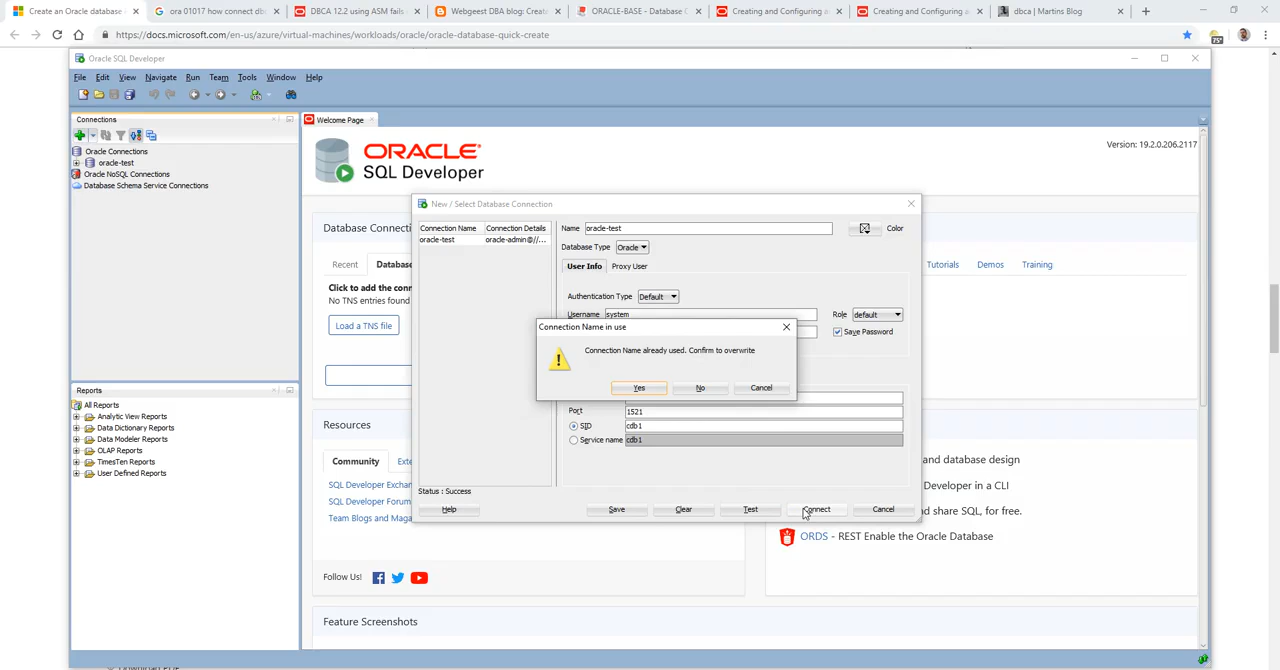 Create an Oracle database
ora 01017 how connect db
DBCA 12.2 using ASM fails
Webgeest DBA blog: Create
ORACLE-BASE - Database C
Creating and Configuring a
Creating and Configuring a
dbca | Martins Blog
https://docs.microsoft.com/en-us/azure/virtual-machines/workloads/oracle/oracle-database-quick-create
75°
Oracle SQL Developer
File Edit View Navigate Run Team Tools Window Help
Connections
Oracle Connections
oracle-test
Oracle NoSQL Connections
Database Schema Service Connections
Reports
All Reports
Analytic View Reports
Data Dictionary Reports
Data Modeler Reports
OLAP Reports
TimesTen Reports
User Defined Reports
Welcome Page
ORACLE
SQL Developer
Version: 19.2.0.206.2117
Database Connecti
Recent
Databas
Click to add the conn
No TNS entries found
Load a TNS file
Tutorials Demos Training
Resources
Community
Exte
SQL Developer Exchan
SQL Developer Forum
Team Blogs and Maga
and database design
Developer in a CLI
and share SQL, for free.
ORDS - REST Enable the Oracle Database
Follow Us!
Feature Screenshots
New / Select Database Connection
Connection Name Connection Details
oracle-test oracle-admin@//...
Name oracle-test
Color
Database Type Oracle
User Info Proxy User
Authentication Type Default
Username system
Role default
Save Password
Connection Name in use
Connection Name already used. Confirm to overwrite
Yes No Cancel
Port 1521
SID cdb1
Service name cdb1
Status : Success
Help Save Clear Test Connect Cancel